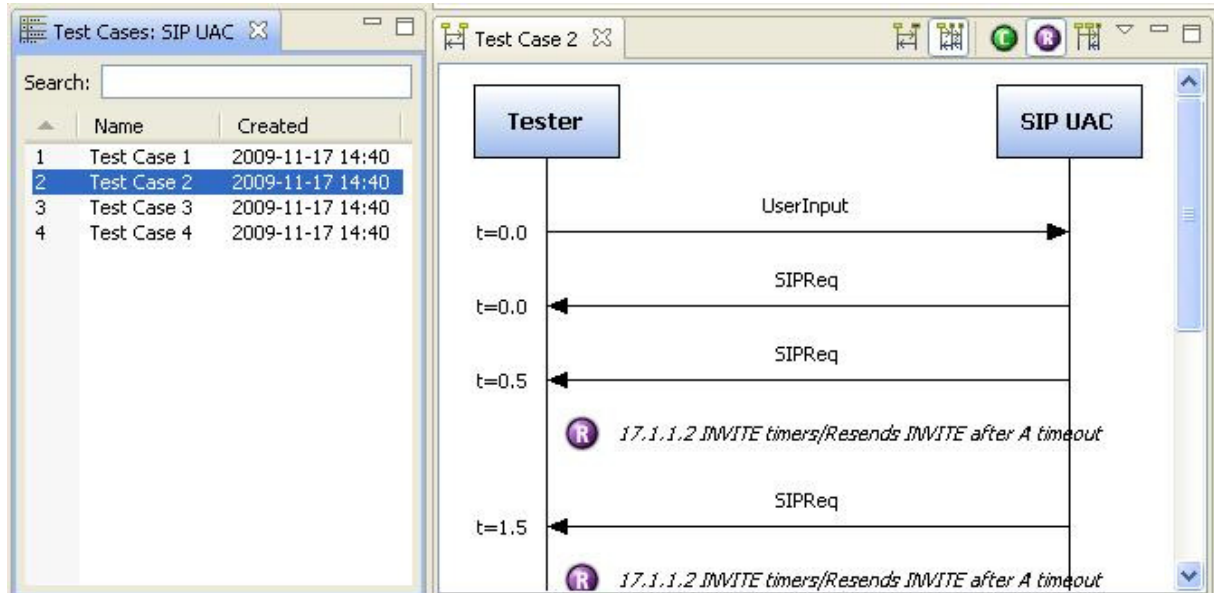 Test Cases: SIP UAC
Search:
Name Created
1 Test Case 1 2009-11-17 14:40
2 Test Case 2 2009-11-17 14:40
3 Test Case 3 2009-11-17 14:40
4 Test Case 4 2009-11-17 14:40
Test Case 2
C R
Tester
SIP UAC
UserInput
t=0.0
SIPReq
t=0.0
SIPReq
t=0.5
R 17.1.1.2 INVITE timers/Resends INVITE after A timeout
SIPReq
t=1.5
R 17.1.1.2 INVITE timers/Resends INVITE after A timeout